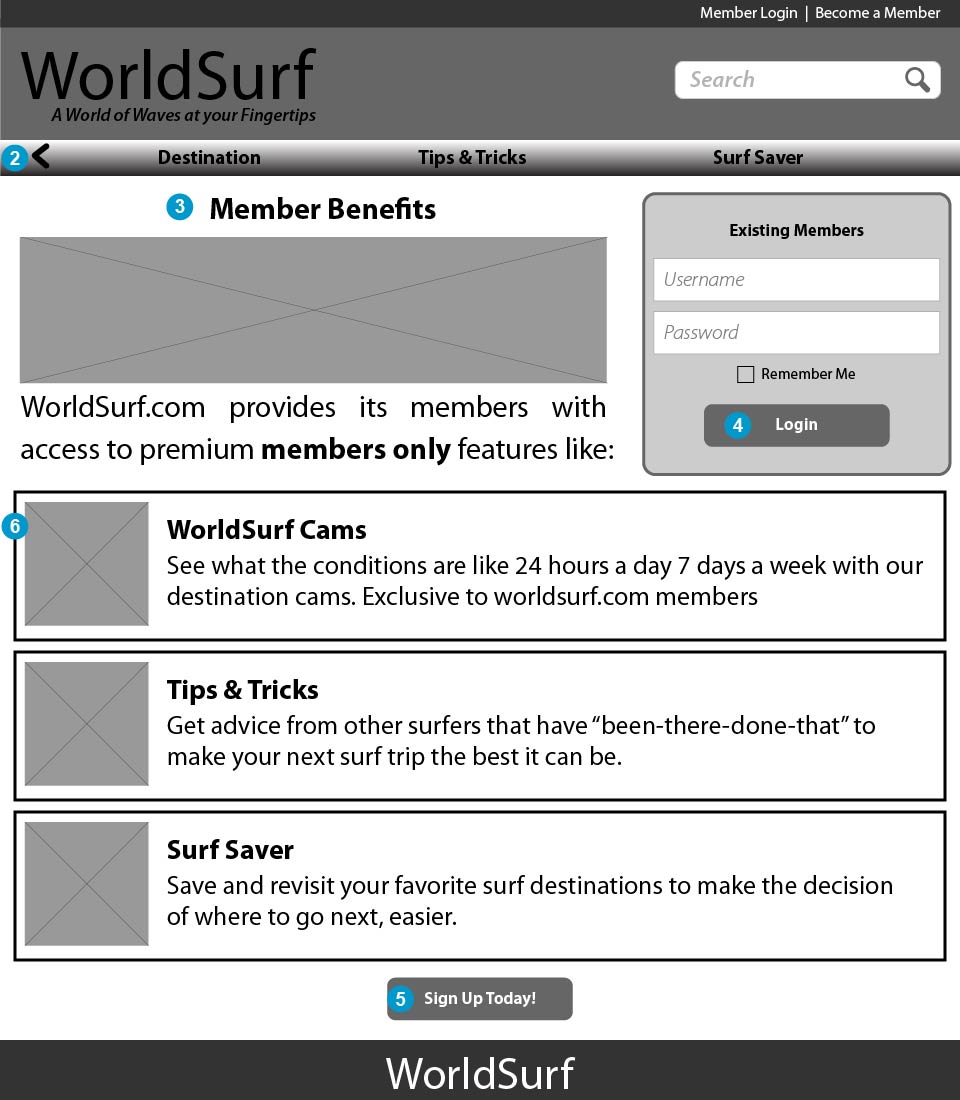 Member Login | Become a Member
WorldSurf
A World of Waves at your Fingertips
Search
2
Destination
Tips & Tricks
Surf Saver
3 Member Benefits
WorldSurf.com provides its members with
access to premium members only features like:
Existing Members
Username
Password
Remember Me
4 Login
6
WorldSurf Cams
See what the conditions are like 24 hours a day 7 days a week with our
destination cams. Exclusive to worldsurf.com members
Tips & Tricks
Get advice from other surfers that have “been-there-done-that” to
make your next surf trip the best it can be.
Surf Saver
Save and revisit your favorite surf destinations to make the decision
of where to go next, easier.
5 Sign Up Today!
WorldSurf